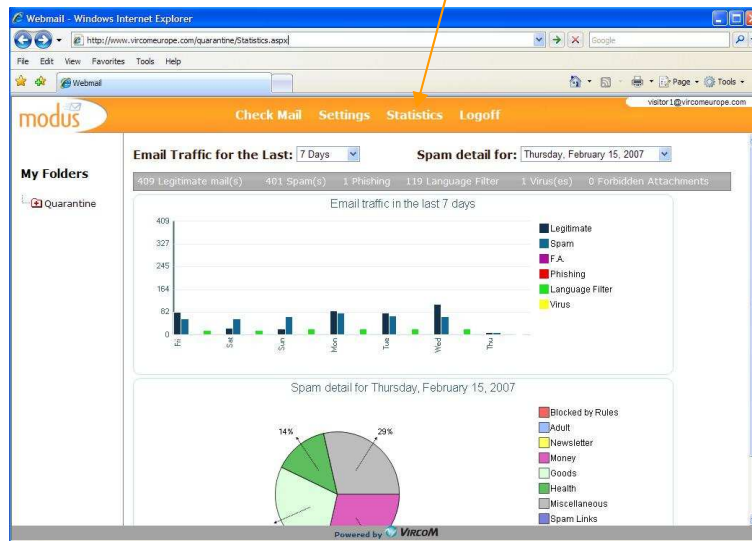 Webmail - Windows Internet Explorer
http://www.vircomeurope.com/quarantine/Statistics.aspx
Google
File Edit View Favorites Tools Help
Webmail
Page Tools
visitor1@vircomeurope.com
modus
Check Mail Settings Statistics Logoff
My Folders
Quarantine
Email Traffic for the Last: 7 Days Spam detail for: Thursday, February 15, 2007
409 Legitimate mail(s) 401 Spam(s) 1 Phishing 119 Language Filter 1 Virus(es) 0 Forbidden Attachments
Email traffic in the last 7 days
409
327
245
164
82
0
Fri Sat Sun Mon Tue Wed Thu
Legitimate
Spam
F.A.
Phishing
Language Filter
Virus
Spam detail for Thursday, February 15, 2007
14% 29%
Blocked by Rules
Adult
Newsletter
Money
Goods
Health
Miscellaneous
Spam Links
Powered by VIRCOM